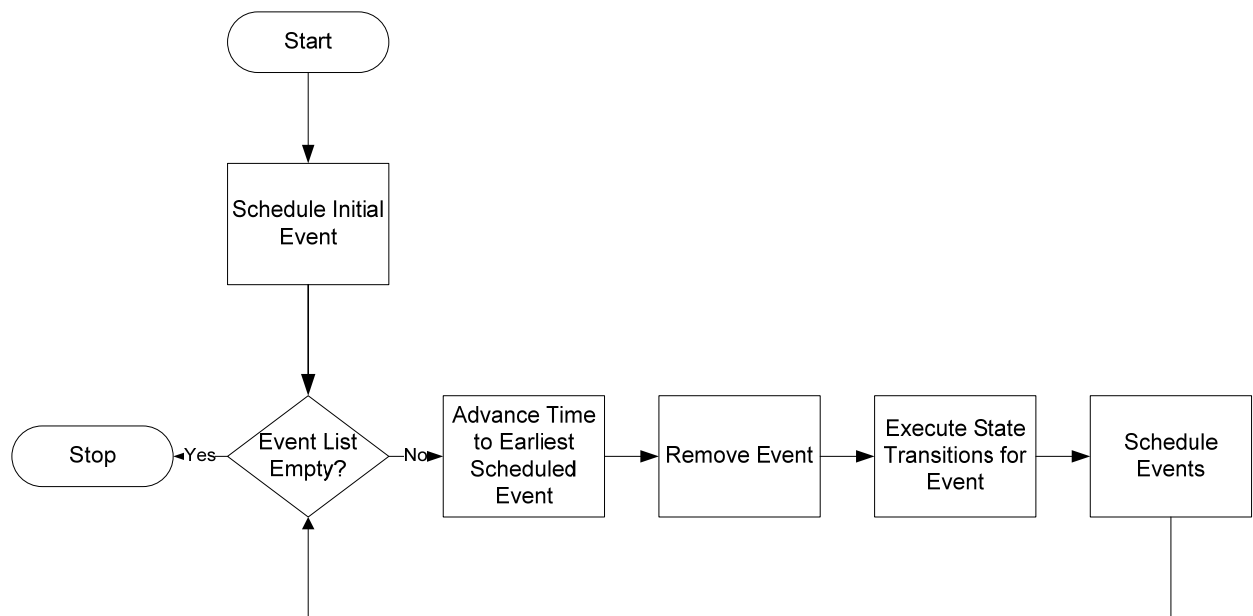 Start
Schedule Initial
Event
Event List
Empty?
Yes
Stop
No
Advance Time
to Earliest
Scheduled
Event
Remove Event
Execute State
Transitions for
Event
Schedule
Events